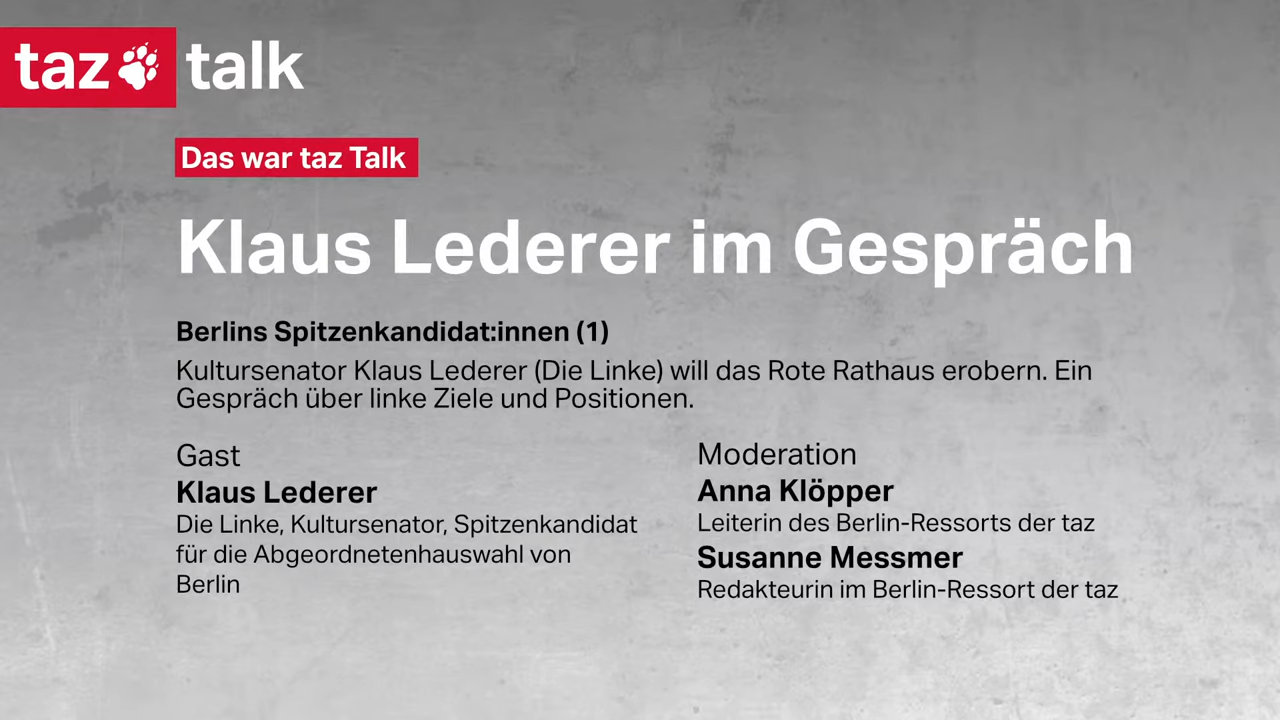 taz talk
Das war taz Talk
Klaus Lederer im Gespräch
Berlins Spitzenkandidat:innen (1)
Kultursenator Klaus Lederer (Die Linke) will das Rote Rathaus erobern. Ein
Gespräch über linke Ziele und Positionen.
Gast
Klaus Lederer
Die Linke, Kultursenator, Spitzenkandidat
für die Abgeordnetenhauswahl von
Berlin
Moderation
Anna Klöpper
Leiterin des Berlin-Ressorts der taz
Susanne Messmer
Redakteurin im Berlin-Ressort der taz